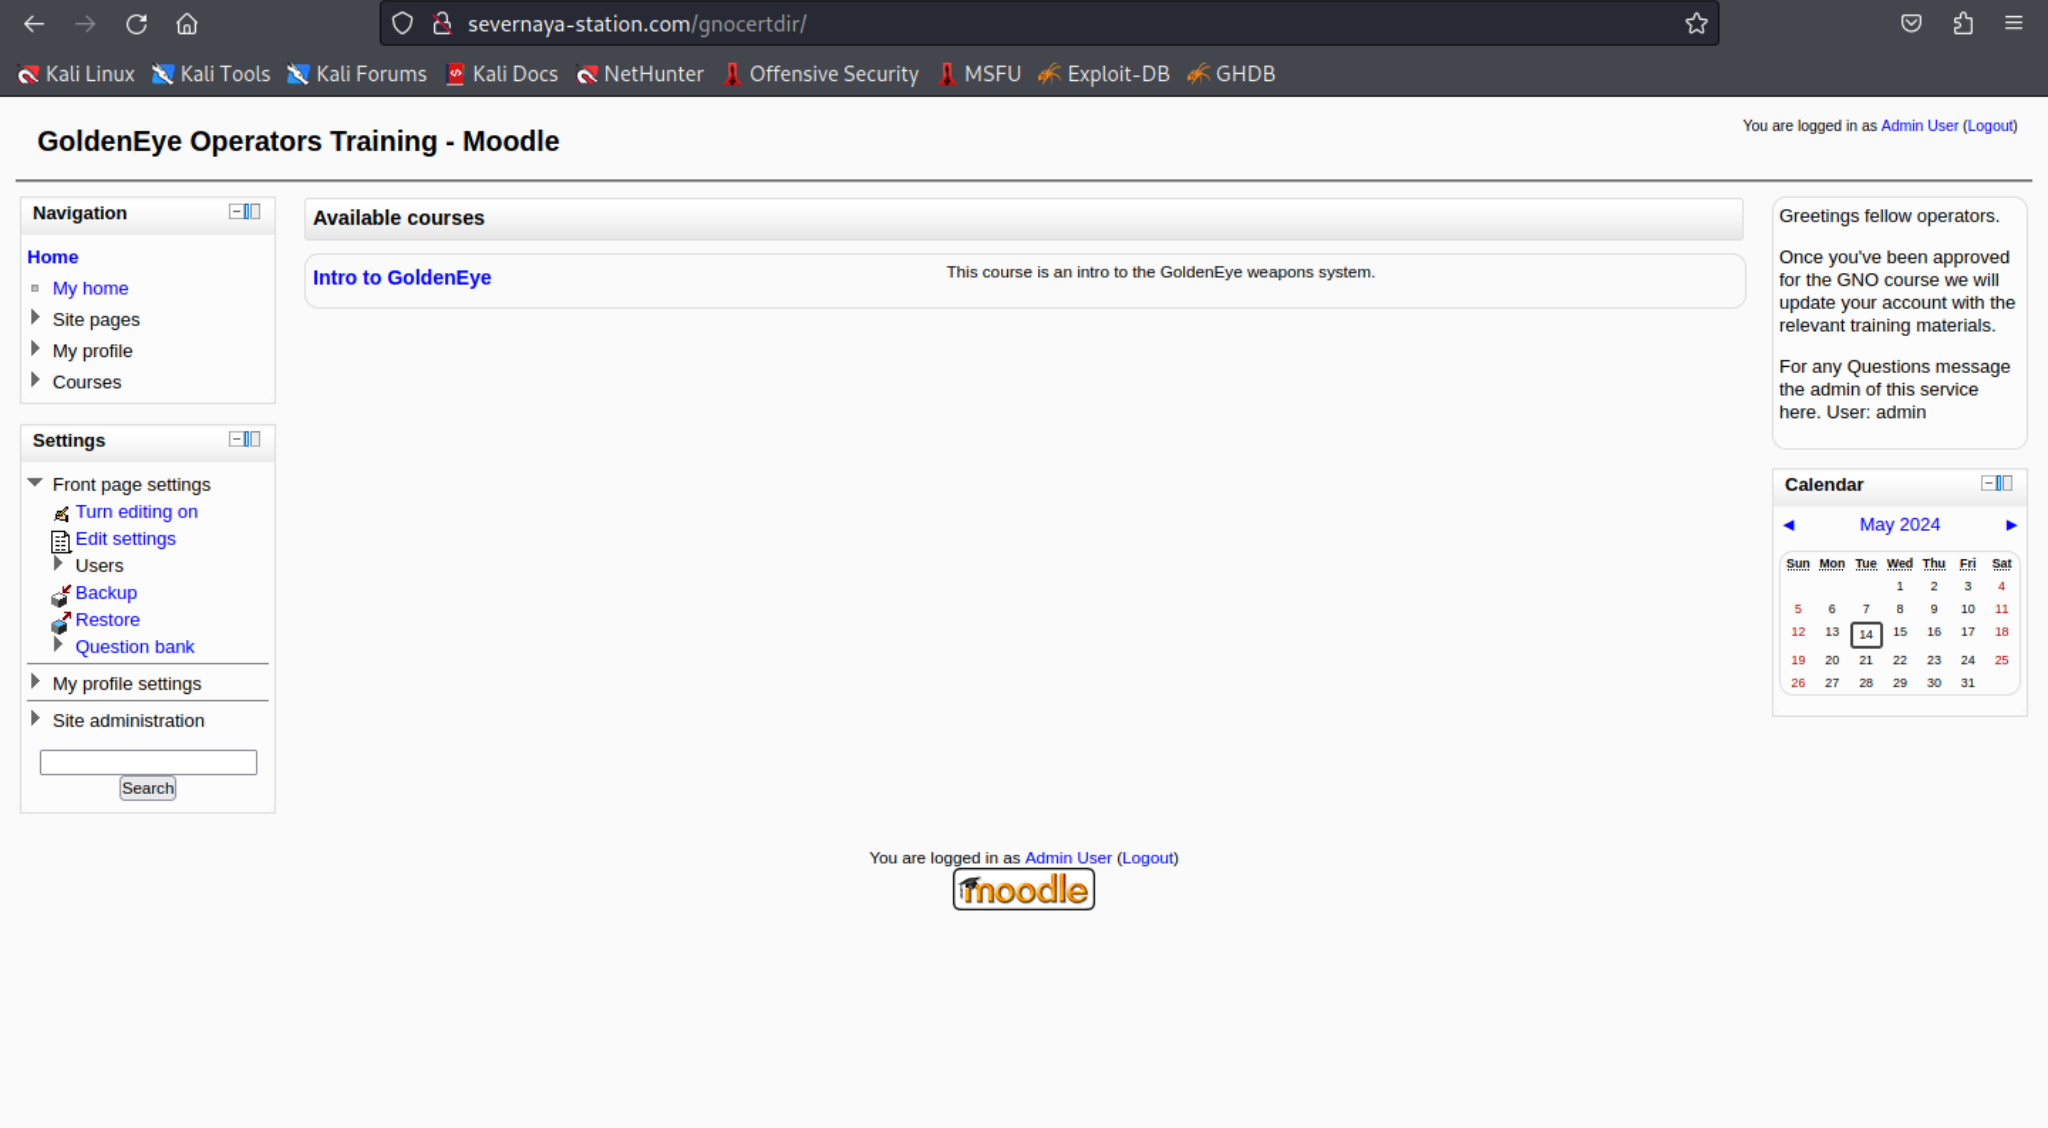 severnaya-station.com/gnocertdir/
Kali Linux Kali Tools Kali Forums Kali Docs NetHunter Offensive Security MSFU Exploit-DB GHDB
GoldenEye Operators Training - Moodle
You are logged in as Admin User (Logout)
Navigation
Home
My home
Site pages
My profile
Courses
Settings
Front page settings
Turn editing on
Edit settings
Users
Backup
Restore
Question bank
My profile settings
Site administration
Search
Available courses
Intro to GoldenEye
This course is an intro to the GoldenEye weapons system.
Greetings fellow operators.
Once you've been approved
for the GNO course we will
update your account with the
relevant training materials.
For any Questions message
the admin of this service
here. User: admin
Calendar
◄ May 2024 ►
Sun Mon Tue Wed Thu Fri Sat
1 2 3 4
5 6 7 8 9 10 11
12 13 14 15 16 17 18
19 20 21 22 23 24 25
26 27 28 29 30 31
You are logged in as Admin User (Logout)
moodle